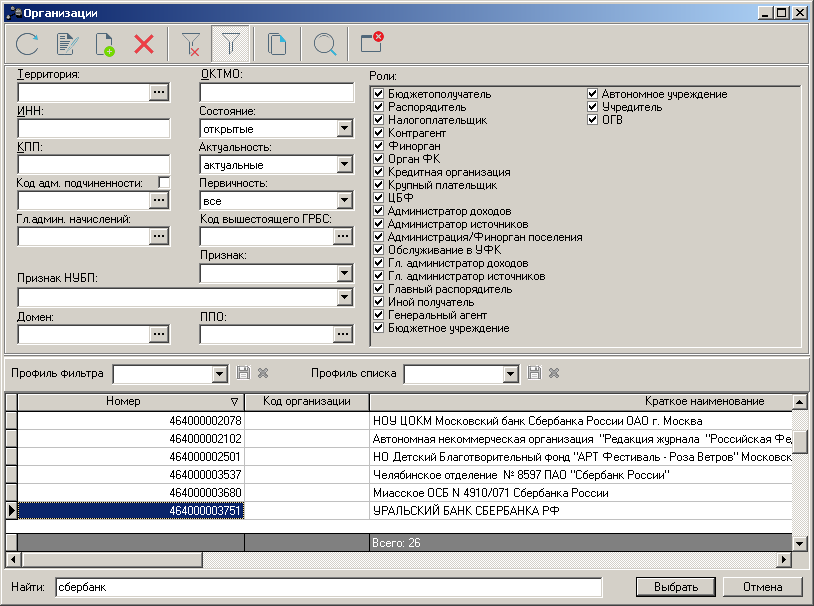 Организации
Территория:
ОКТМО:
Роли:
ИНН:
Состояние:
открытые
КПП:
Актуальность:
актуальные
Код адм. подчиненности:
Первичность:
все
Гл.админ. начислений:
Код вышестоящего ГРБС:
Признак:
Признак НУБП:
Домен:
ППО:
Бюджетополучатель
Распорядитель
Налогоплательщик
Контрагент
Финорган
Орган ФК
Кредитная организация
Крупный плательщик
ЦБФ
Администратор доходов
Администратор источников
Администрация/Финорган поселения
Обслуживание в УФК
Гл. администратор доходов
Гл. администратор источников
Главный распорядитель
Иной получатель
Генеральный агент
Бюджетное учреждение
Автономное учреждение
Учредитель
ОГВ
Профиль фильтра
Профиль списка
Номер Код организации Краткое наименование
464000002078 НОУ ЦОКМ Московский банк Сбербанка России ОАО г. Москва
464000002102 Автономная некоммерческая организация "Редакция журнала "Российская Фе
464000002501 НО Детский Благотворительный фонд "АРТ Фестиваль - Роза Ветров" Московск
464000003537 Челябинское отделение № 8597 ПАО "Сбербанк России"
464000003680 Миасское ОСБ N 4910/071 Сбербанка России
464000003751 УРАЛЬСКИЙ БАНК СБЕРБАНКА РФ
Всего: 26
Найти: сбербанк
Выбрать
Отмена